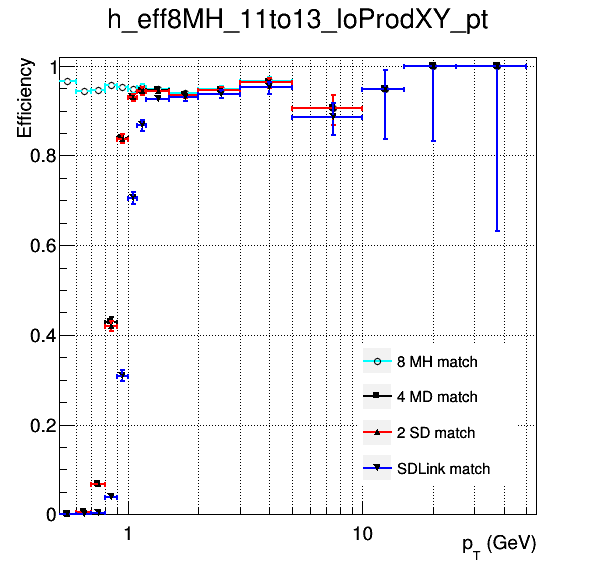 h_eff8MH_11to13_loProdXY_pt
Efficiency
1
0.8
0.6
0.4
0.2
0
8 MH match
4 MD match
2 SD match
SDLink match
1
10
p_T (GeV)